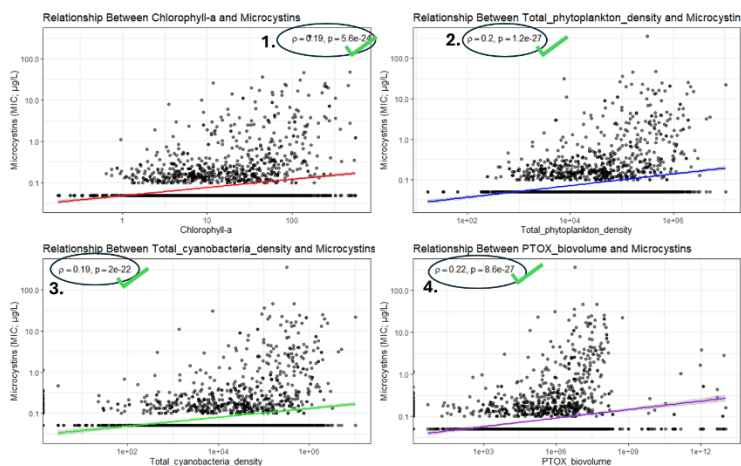 Relationship Between Chlorophyll-a and Microcystins
1.
ρ = 0.19, p = 5.6e-24
Microcystins (MIC; µg/L)
100.0
10.0
1.0
0.1
1
10
100
Chlorophyll-a
Relationship Between Total_phytoplankton_density and Microcystin
2.
ρ = 0.2, p = 1.2e-27
Microcystins (MIC; µg/L)
100.0
10.0
1.0
0.1
1e+02
1e+04
1e+06
Total_phytoplankton_density
Relationship Between Total_cyanobacteria_density and Microcystins
ρ = 0.19, p = 2e-22
3.
Microcystins (MIC; µg/L)
100.0
10.0
1.0
0.1
1e+02
1e+04
1e+06
Total_cyanobacteria_density
Relationship Between PTOX_biovolume and Microcystins
ρ = 0.22, p = 8.6e-27
4.
Microcystins (MIC; µg/L)
100.0
10.0
1.0
0.1
1e+03
1e+06
1e+09
1e+12
PTOX_biovolume